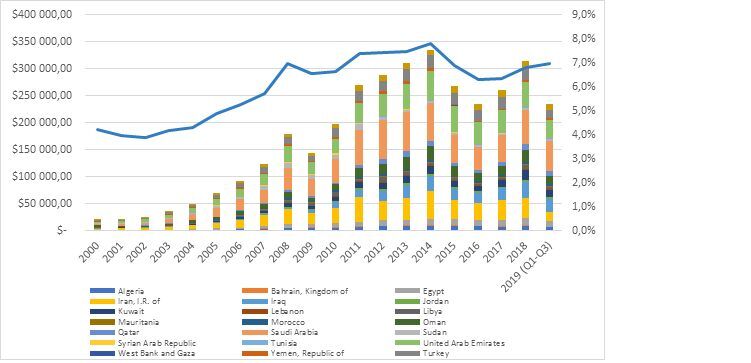 $400 000,00 9,0%
$350 000,00 8,0%
$300 000,00 7,0%
$250 000,00 6,0%
$200 000,00 5,0%
$150 000,00 4,0%
$100 000,00 3,0%
$50 000,00 2,0%
$- 1,0%
0,0%
2000 2001 2002 2003 2004 2005 2006 2007 2008 2009 2010 2011 2012 2013 2014 2015 2016 2017 2018 2019 (Q1-Q3)
Algeria Bahrain, Kingdom of Egypt
Iran, I.R. of Iraq Jordan
Kuwait Lebanon Libya
Mauritania Morocco Oman
Qatar Saudi Arabia Sudan
Syrian Arab Republic Tunisia United Arab Emirates
West Bank and Gaza Yemen, Republic of Turkey